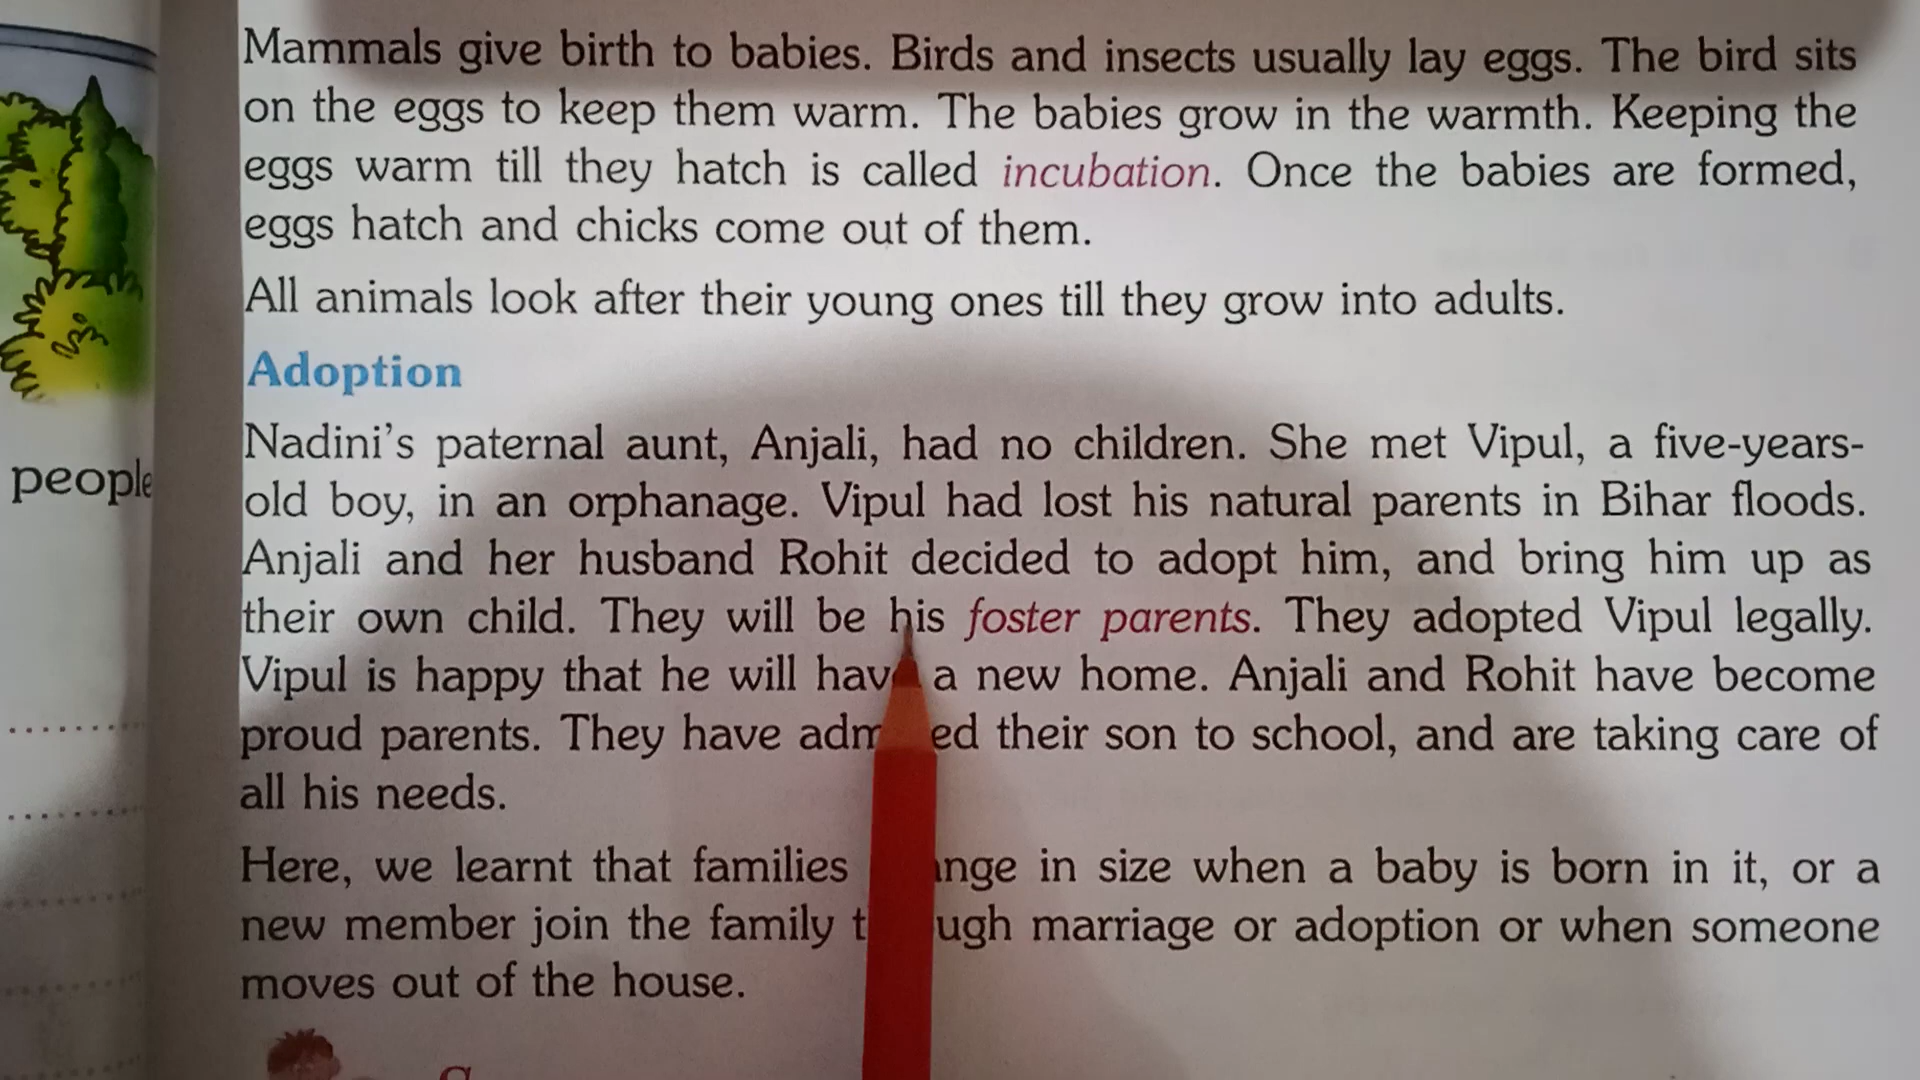 Mammals give birth to babies. Birds and insects usually lay eggs. The bird sits
on the eggs to keep them warm. The babies grow in the warmth. Keeping the
eggs warm till they hatch is called incubation. Once the babies are formed,
eggs hatch and chicks come out of them.
All animals look after their young ones till they grow into adults.
Adoption
Nadini's paternal aunt, Anjali, had no children. She met Vipul, a five-years-
old boy, in an orphanage. Vipul had lost his natural parents in Bihar floods.
Anjali and her husband Rohit decided to adopt him, and bring him up as
their own child. They will be his foster parents. They adopted Vipul legally.
Vipul is happy that he will have a new home. Anjali and Rohit have become
proud parents. They have their son to school, and are taking care of
all his needs.
Here, we learnt that families in size when a baby is born in it, or a
new member join the family marriage or adoption or when someone
moves out of the house.
people